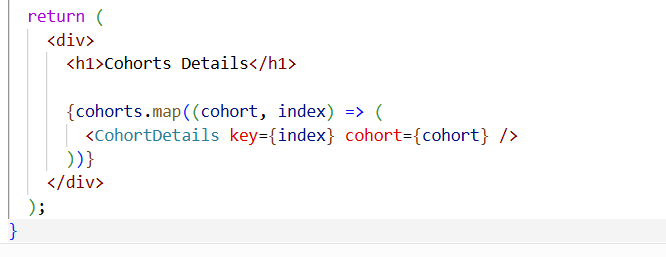 return (
<div>
<h1>Cohorts Details</h1>
{cohorts.map((cohort, index) => (
<CohortDetails key={index} cohort={cohort} />
))}
</div>
);
}